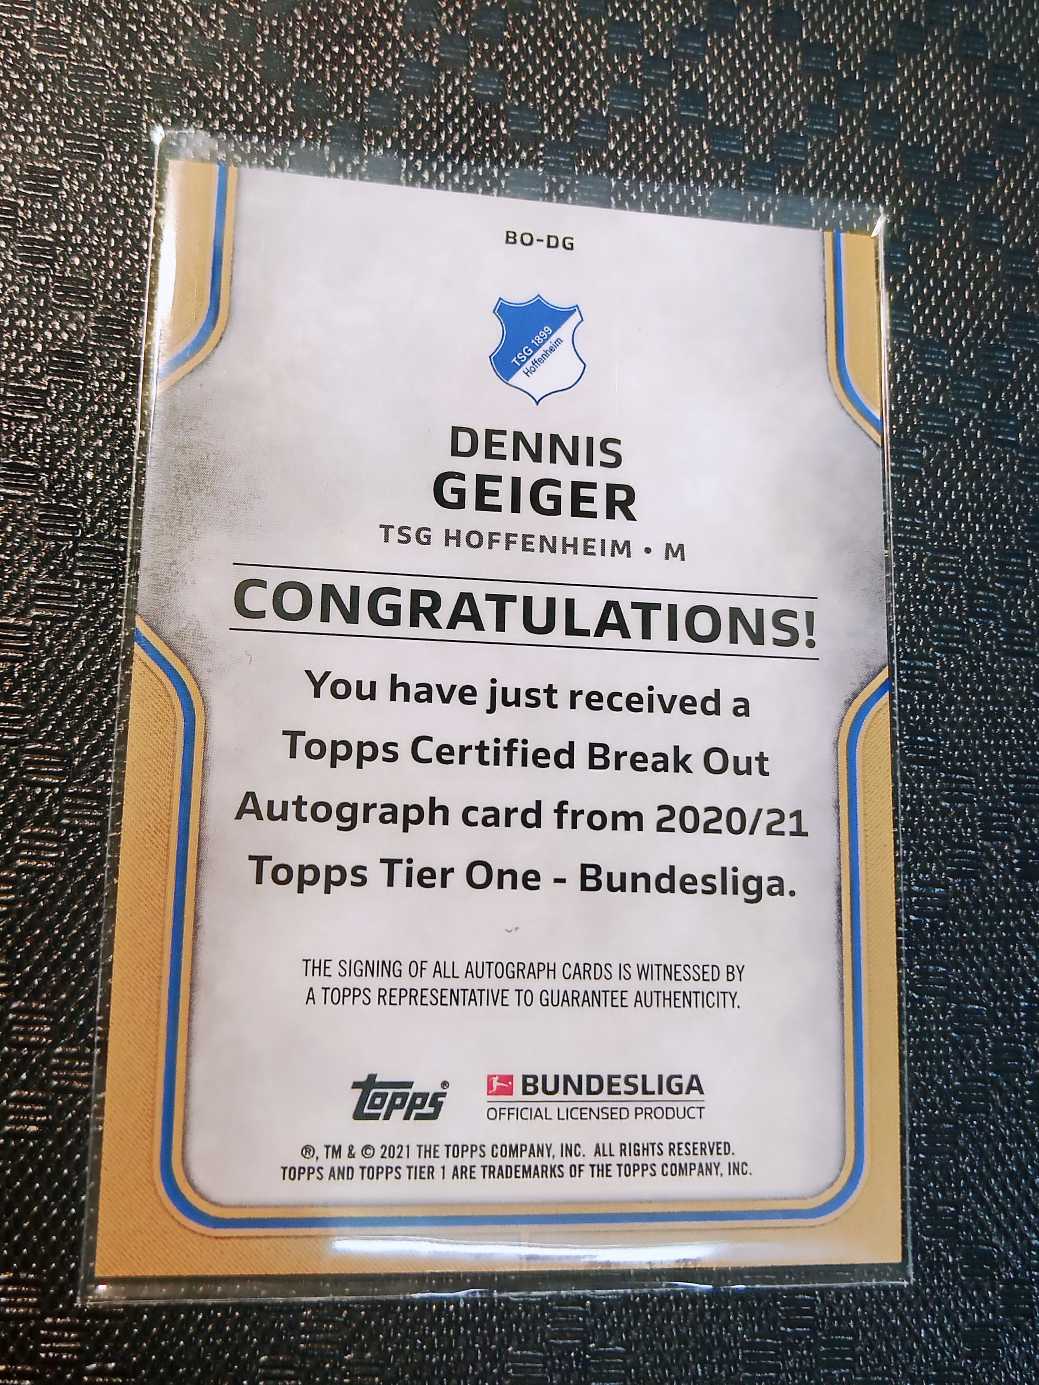 BO-DG
TSG 1899
Hoffenheim
DENNIS
GEIGER
TSG HOFFENHEIM • M
CONGRATULATIONS!
You have just received a
Topps Certified Break Out
Autograph card from 2020/21
Topps Tier One - Bundesliga.
THE SIGNING OF ALL AUTOGRAPH CARDS IS WITNESSED BY
A TOPPS REPRESENTATIVE TO GUARANTEE AUTHENTICITY.
topps® BUNDESLIGA
OFFICIAL LICENSED PRODUCT
®, TM & © 2021 THE TOPPS COMPANY, INC. ALL RIGHTS RESERVED.
TOPPS AND TOPPS TIER 1 ARE TRADEMARKS OF THE TOPPS COMPANY, INC.